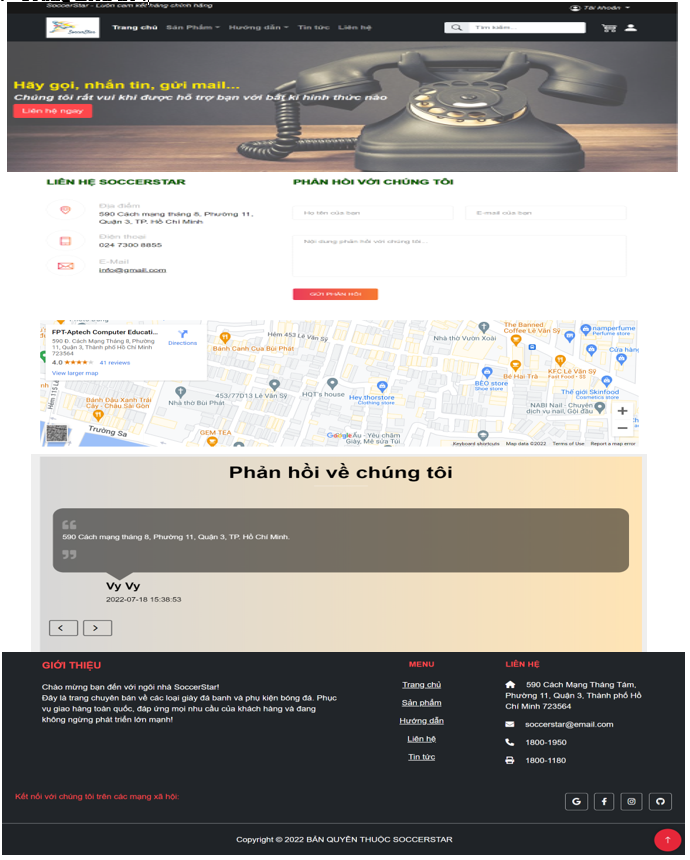 SoccerStar - Luôn cam kết hàng chính hãng
Tài khoản
SoccerStar
Trang chủ Sản Phẩm Hướng dẫn Tin tức Liên hệ
Tìm kiếm...
Hãy gọi, nhắn tin, gửi mail...
Chúng tôi rất vui khi được hỗ trợ bạn với bất kì hình thức nào
Liên hệ ngay
LIÊN HỆ SOCCERSTAR
Địa điểm
590 Cách mạng tháng 8, Phường 11,
Quận 3, TP. Hồ Chí Minh
Điện thoại
024 7300 8855
E-Mail
info@gmail.com
PHẢN HỒI VỚI CHÚNG TÔI
Họ tên của bạn
E-mail của bạn
Nội dung phản hồi với chúng tôi...
GỬI PHẢN HỒI
FPT-Aptech Computer Educati...
590 Đ. Cách Mạng Tháng 8, Phường
11, Quận 3, Thành phố Hồ Chí Minh
723564
Directions
4.0 41 reviews
View larger map
Hẻm 453 Lê Văn Sỹ
Bánh Canh Cua Bùi Phát
Nhà thờ Vườn Xoài
The Banned
Coffee Lê Văn Sỹ
namperfume
Perfume store
Cửa hàng
KFC Lê Văn Sỹ
Fast Food · $$
Bé Hai Trà
BÉO store
Shoe store
Thế giới Skinfood
Cosmetics store
NABI Nail - Chuyên
dịch vụ nail, Gội đầu
453/77D13 Lê Văn Sỹ
HQT's house
Hey.thorstore
Clothing store
Bánh Đậu Xanh Trái
Cây - Châu Sài Gòn
Nhà thờ Bùi Phát
Hẻm 115 Lê
Trường Sa
GEM TEA
Google
Âu - Yêu chăm
Giày, Mê sửa Túi
Keyboard shortcuts Map data ©2022 Terms of Use Report a map error
Phản hồi về chúng tôi
590 Cách mạng tháng 8, Phường 11, Quận 3, TP. Hồ Chí Minh.
Vy Vy
2022-07-18 15:38:53
GIỚI THIỆU
Chào mừng bạn đến với ngôi nhà SoccerStar!
Đây là trang chuyên bán về các loại giày đá banh và phụ kiện bóng đá. Phục
vụ giao hàng toàn quốc, đáp ứng mọi nhu cầu của khách hàng và đang
không ngừng phát triển lớn mạnh!
MENU
Trang chủ
Sản phẩm
Hướng dẫn
Liên hệ
Tin tức
LIÊN HỆ
590 Cách Mạng Tháng Tám,
Phường 11, Quận 3, Thành phố Hồ
Chí Minh 723564
soccerstar@email.com
1800-1950
1800-1180
Kết nối với chúng tôi trên các mạng xã hội:
Copyright © 2022 BẢN QUYỀN THUỘC SOCCERSTAR